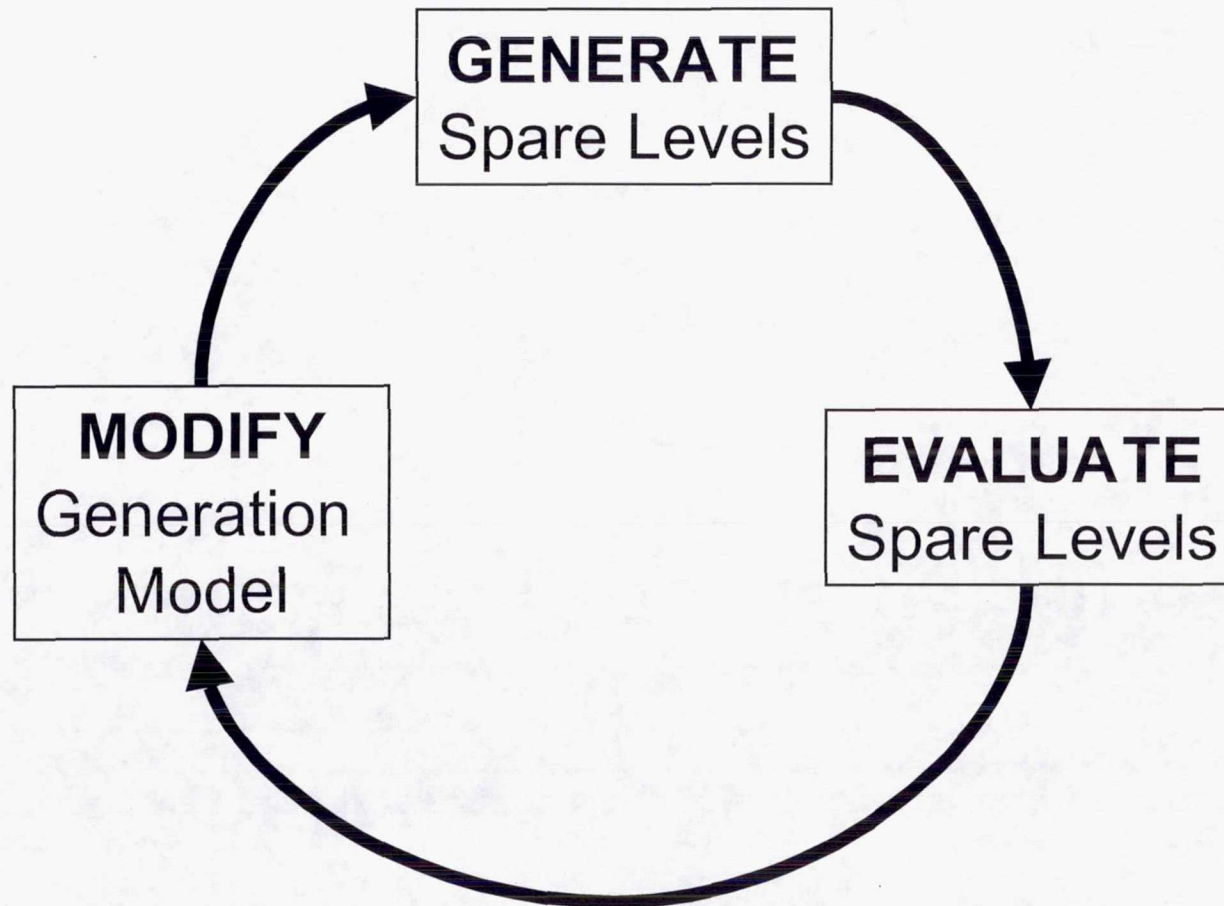 GENERATE
Spare Levels
EVALUATE
Spare Levels
MODIFY
Generation
Model